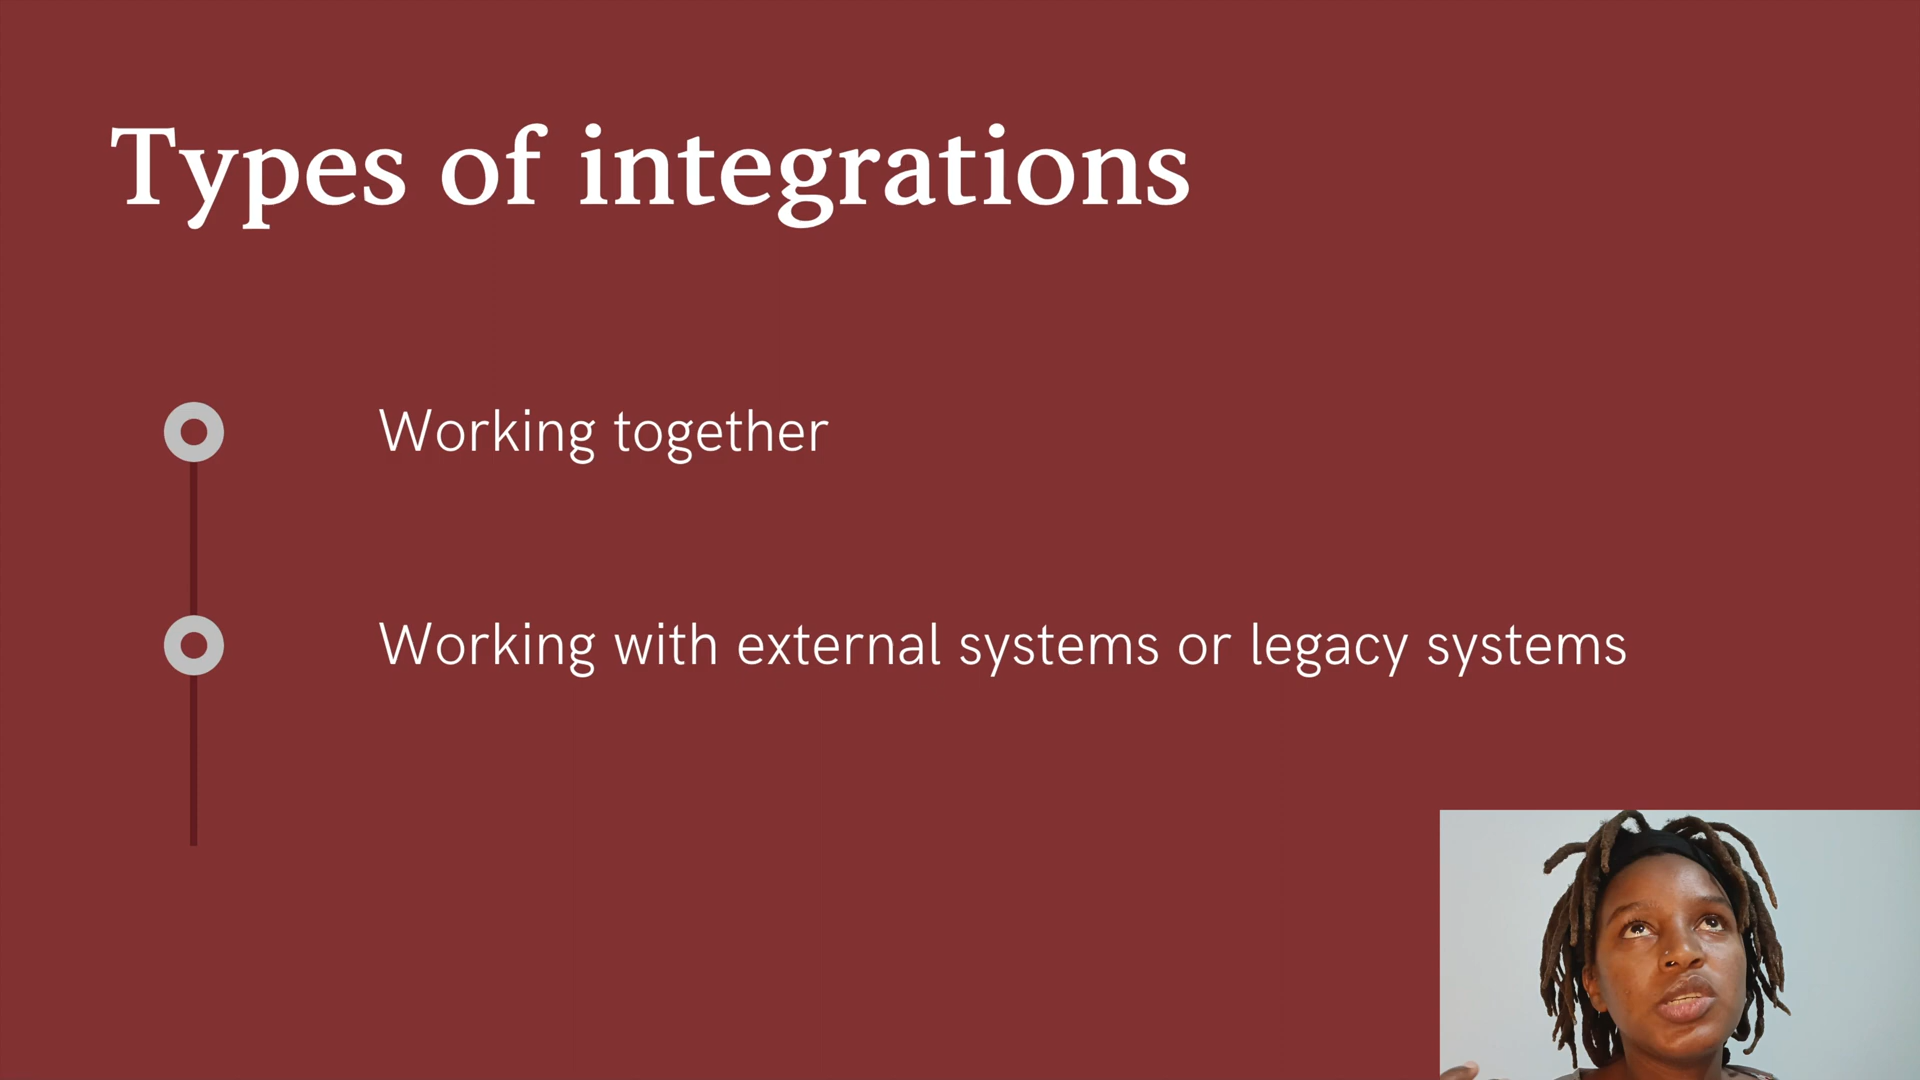 Types of integrations
Working together
Working with external systems or legacy systems